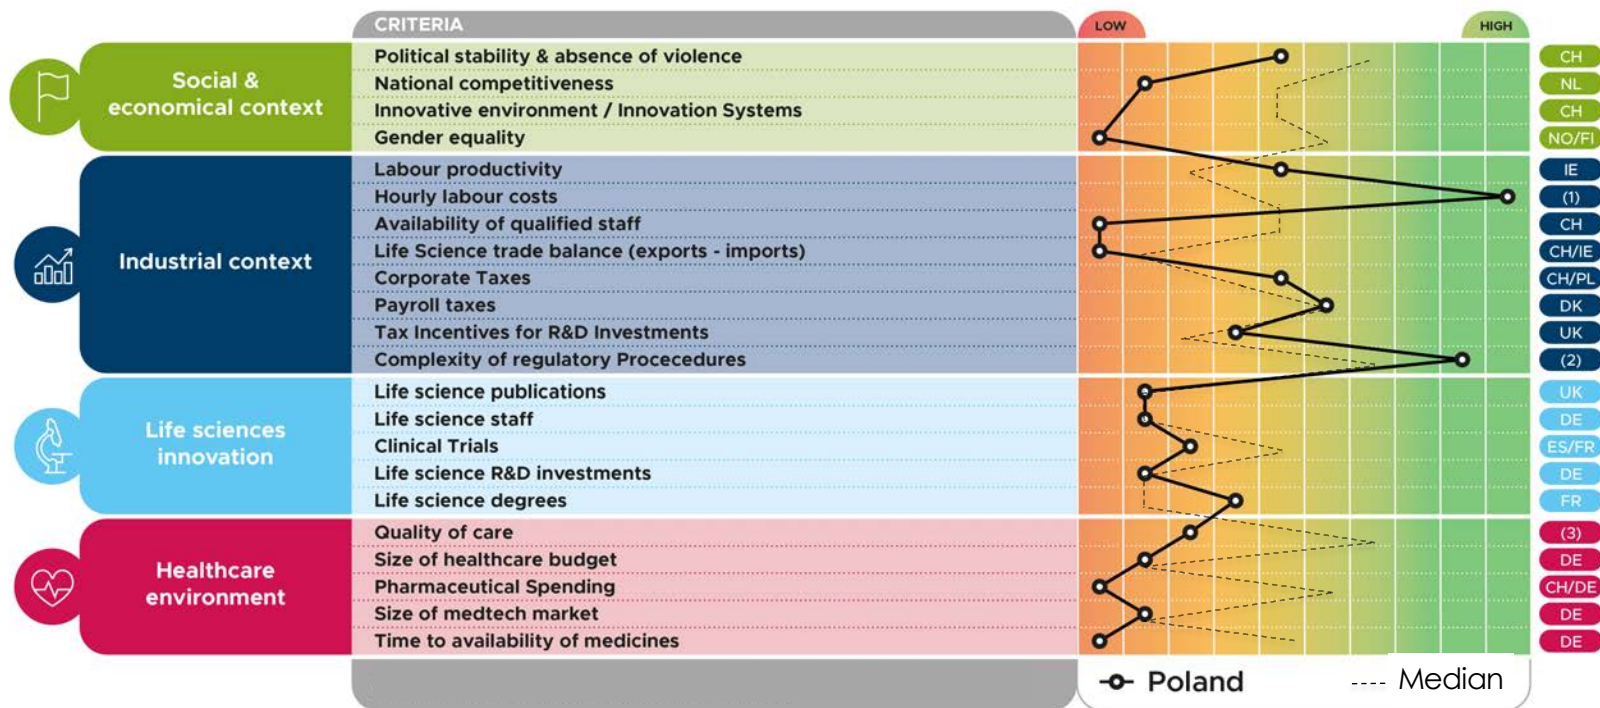 CRITERIA
LOW
HIGH
Social &
economical context
Political stability & absence of violence
CH
National competitiveness
NL
Innovative environment / Innovation Systems
CH
Gender equality
NO/FI
Industrial context
Labour productivity
IE
Hourly labour costs
(1)
Availability of qualified staff
CH
Life Science trade balance (exports - imports)
CH/IE
Corporate Taxes
CH/PL
Payroll taxes
DK
Tax Incentives for R&D Investments
UK
Complexity of regulatory Procecedures
(2)
Life sciences
innovation
Life science publications
UK
Life science staff
DE
Clinical Trials
ES/FR
Life science R&D investments
DE
Life science degrees
FR
Healthcare
environment
Quality of care
(3)
Size of healthcare budget
DE
Pharmaceutical Spending
CH/DE
Size of medtech market
DE
Time to availability of medicines
DE
Poland
Median